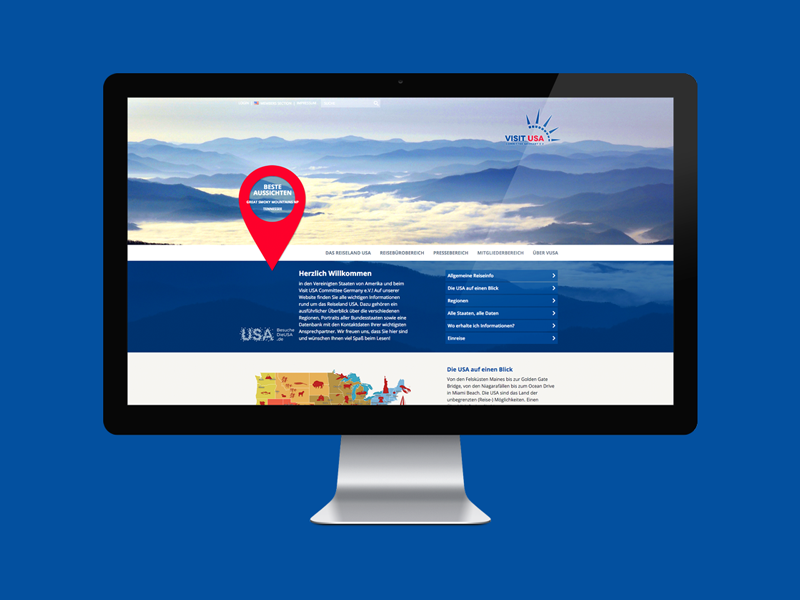 VISIT USA
BESTE
AUSSICHTEN
GREAT SMOKY MOUNTAINS NP
TENNESSEE
DAS REISELAND USA REISEBÜROBEREICH PRESSEBEREICH MITGLIEDERBEREICH ÜBER VUSA
Herzlich Willkommen
in den Vereinigten Staaten von Amerika und beim
Visit USA Committee Germany e.V.! Auf unserer
Website finden Sie alle wichtigen Informationen
rund um das Reiseland USA. Dazu gehören ein
ausführlicher Überblick über die verschiedenen
Regionen, Portraits aller Bundesstaaten sowie eine
Datenbank mit den Kontaktdaten Ihrer wichtigsten
Ansprechpartner. Wir freuen uns, dass Sie hier sind
und wünschen Ihnen viel Spaß beim Lesen!
USA
Besuche
DieUSA
.de
Allgemeine Reiseinfo
Die USA auf einen Blick
Regionen
Alle Staaten, alle Daten
Wo erhalte ich Informationen?
Einreise
Die USA auf einen Blick
Von den Felsküsten Maines bis zur Golden Gate
Bridge, von den Niagarafällen bis zum Ocean Drive
in Miami Beach. Die USA sind das Land der
unbegrenzten (Reise-) Möglichkeiten. Einen